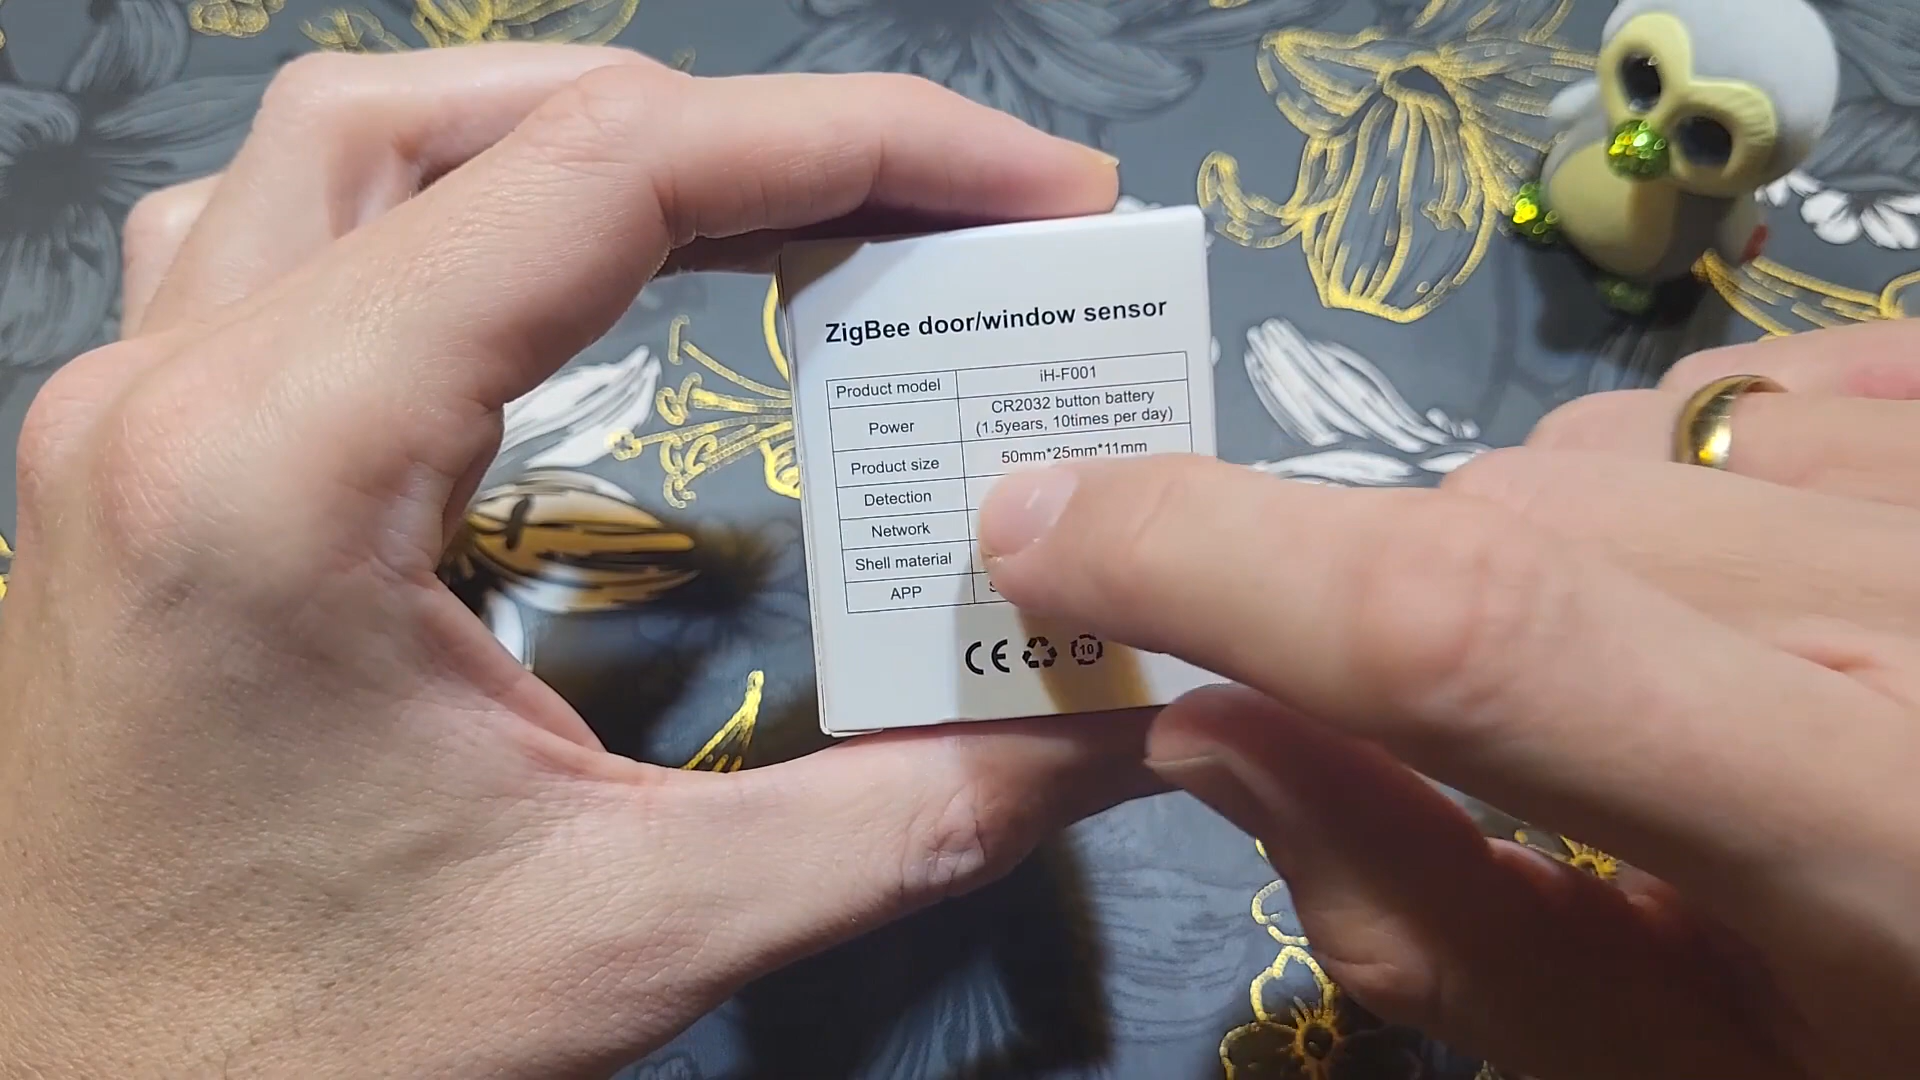 ZigBee door/window sensor
Product model iH-F001
Power CR2032 button battery
(1.5years, 10times per day)
Product size 50mm*25mm*11mm
Detection
Network
Shell material
APP
CE
10